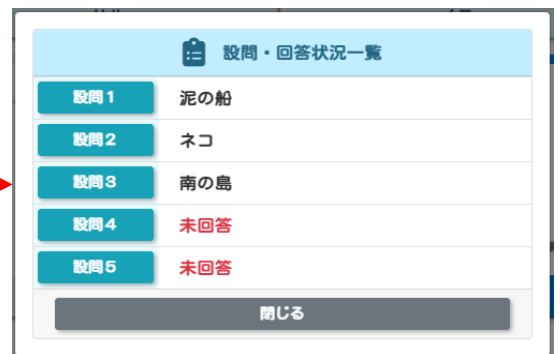 設問・回答状況一覧
設問1 泥の船
設問2 ネコ
設問3 南の島
設問4 未回答
設問5 未回答
閉じる